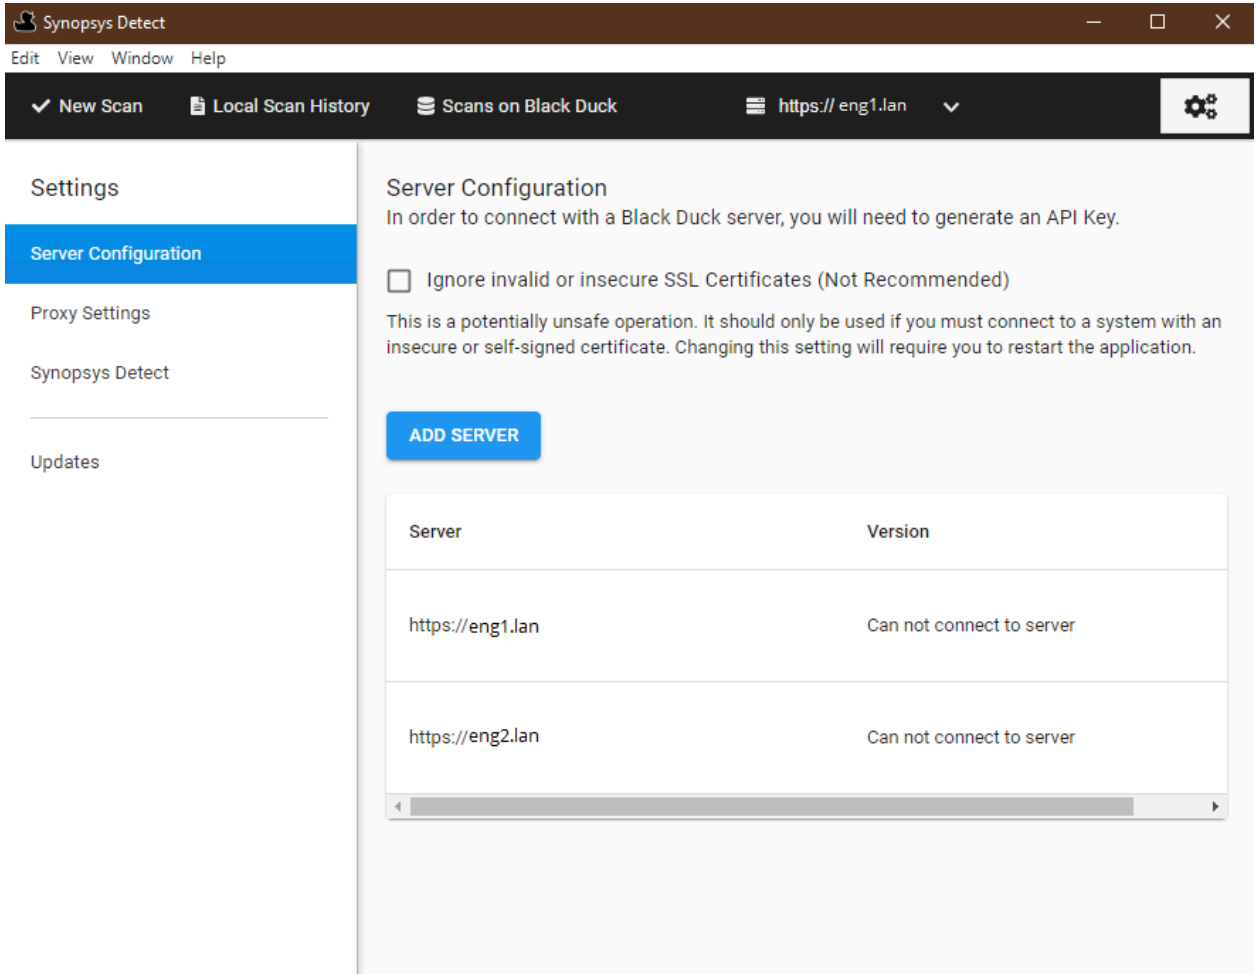 Synopsys Detect
Edit View Window Help
New Scan Local Scan History Scans on Black Duck https:// eng1.lan
Settings
Server Configuration
Proxy Settings
Synopsys Detect
Updates
Server Configuration
In order to connect with a Black Duck server, you will need to generate an API Key.
Ignore invalid or insecure SSL Certificates (Not Recommended)
This is a potentially unsafe operation. It should only be used if you must connect to a system with an
insecure or self-signed certificate. Changing this setting will require you to restart the application.
ADD SERVER
Server Version
https://eng1.lan Can not connect to server
https://eng2.lan Can not connect to server